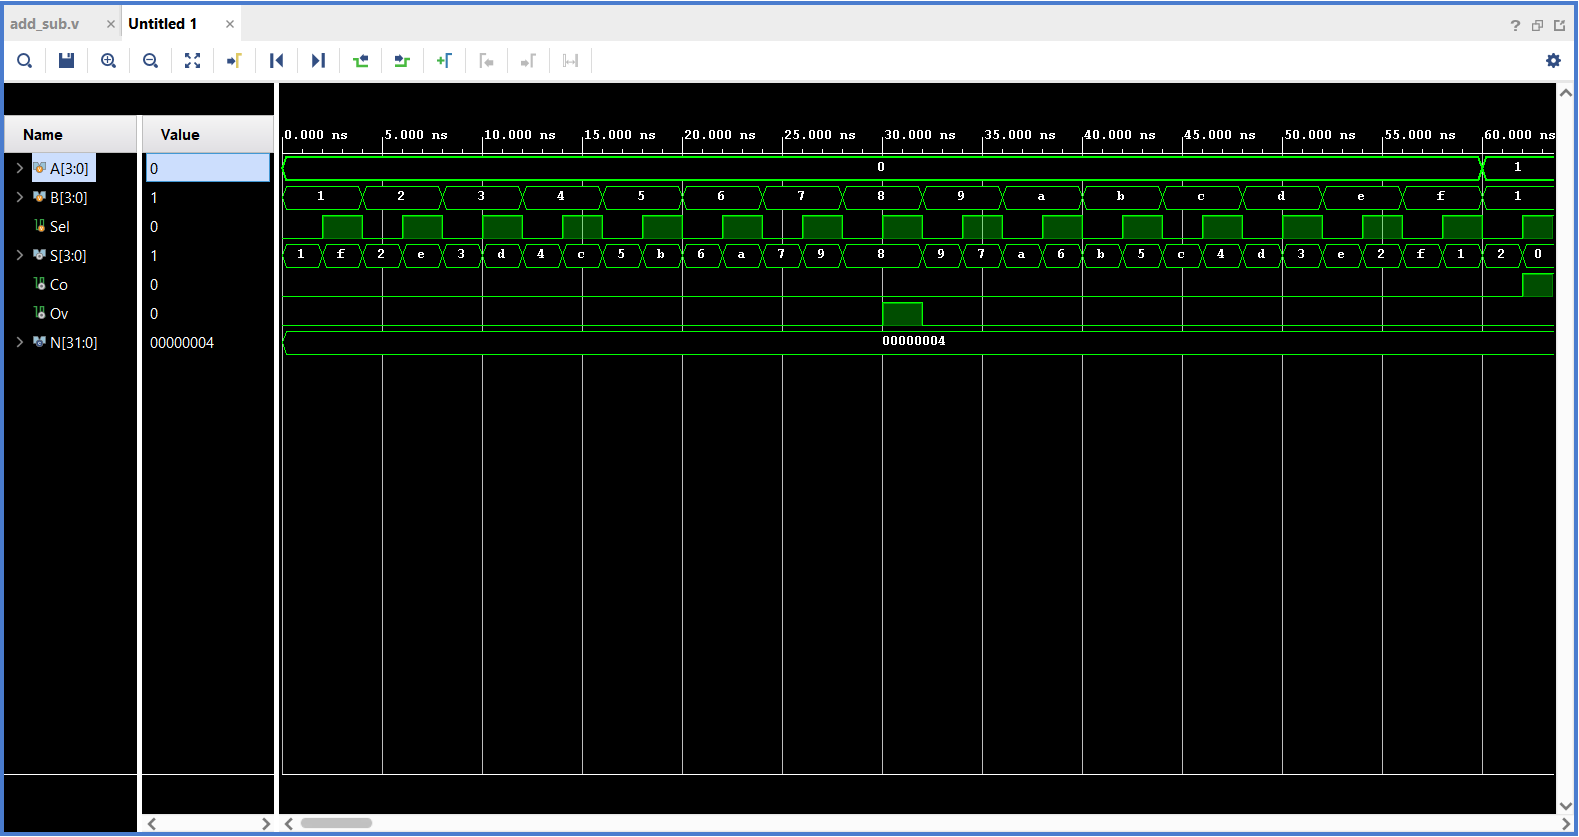 add_sub.v × Untitled 1 × ?
Name Value 0.000 ns 5.000 ns 10.000 ns 15.000 ns 20.000 ns 25.000 ns 30.000 ns 35.000 ns 40.000 ns 45.000 ns 50.000 ns 55.000 ns 60.000 ns
A[3:0] 0 0 1
B[3:0] 1 1 2 3 4 5 6 7 8 9 a b c d e f 1
Sel 0
S[3:0] 1 1 f 2 e 3 d 4 c 5 b 6 a 7 9 8 9 7 a 6 b 5 c 4 d 3 e 2 f 1 2 0
Co 0
Ov 0
N[31:0] 00000004 00000004